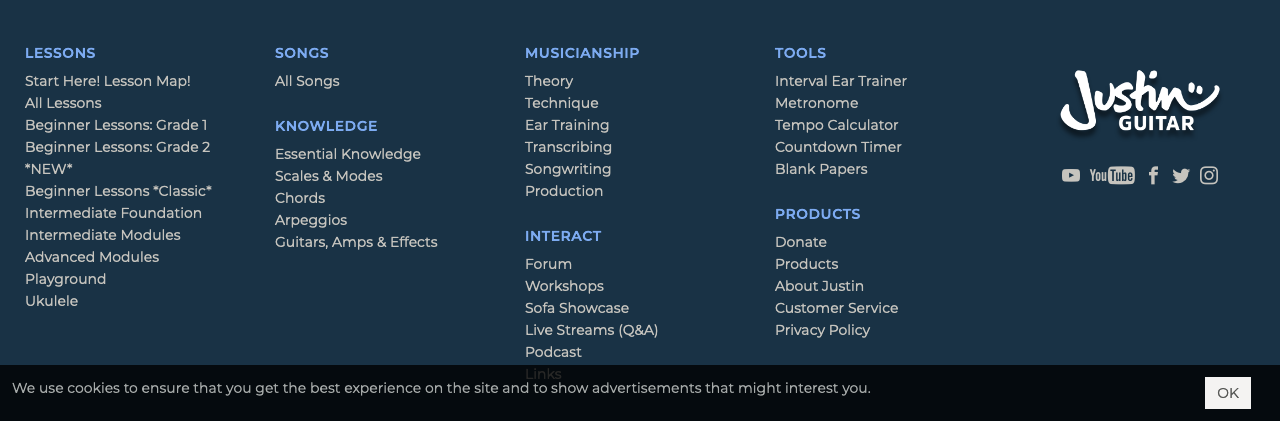 LESSONS
Start Here! Lesson Map!
All Lessons
Beginner Lessons: Grade 1
Beginner Lessons: Grade 2
*NEW*
Beginner Lessons *Classic*
Intermediate Foundation
Intermediate Modules
Advanced Modules
Playground
Ukulele
SONGS
All Songs
KNOWLEDGE
Essential Knowledge
Scales & Modes
Chords
Arpeggios
Guitars, Amps & Effects
MUSICIANSHIP
Theory
Technique
Ear Training
Transcribing
Songwriting
Production
INTERACT
Forum
Workshops
Sofa Showcase
Live Streams (Q&A)
Podcast
Links
TOOLS
Interval Ear Trainer
Metronome
Tempo Calculator
Countdown Timer
Blank Papers
PRODUCTS
Donate
Products
About Justin
Customer Service
Privacy Policy
Justin
GUITAR
YouTube
We use cookies to ensure that you get the best experience on the site and to show advertisements that might interest you.
OK